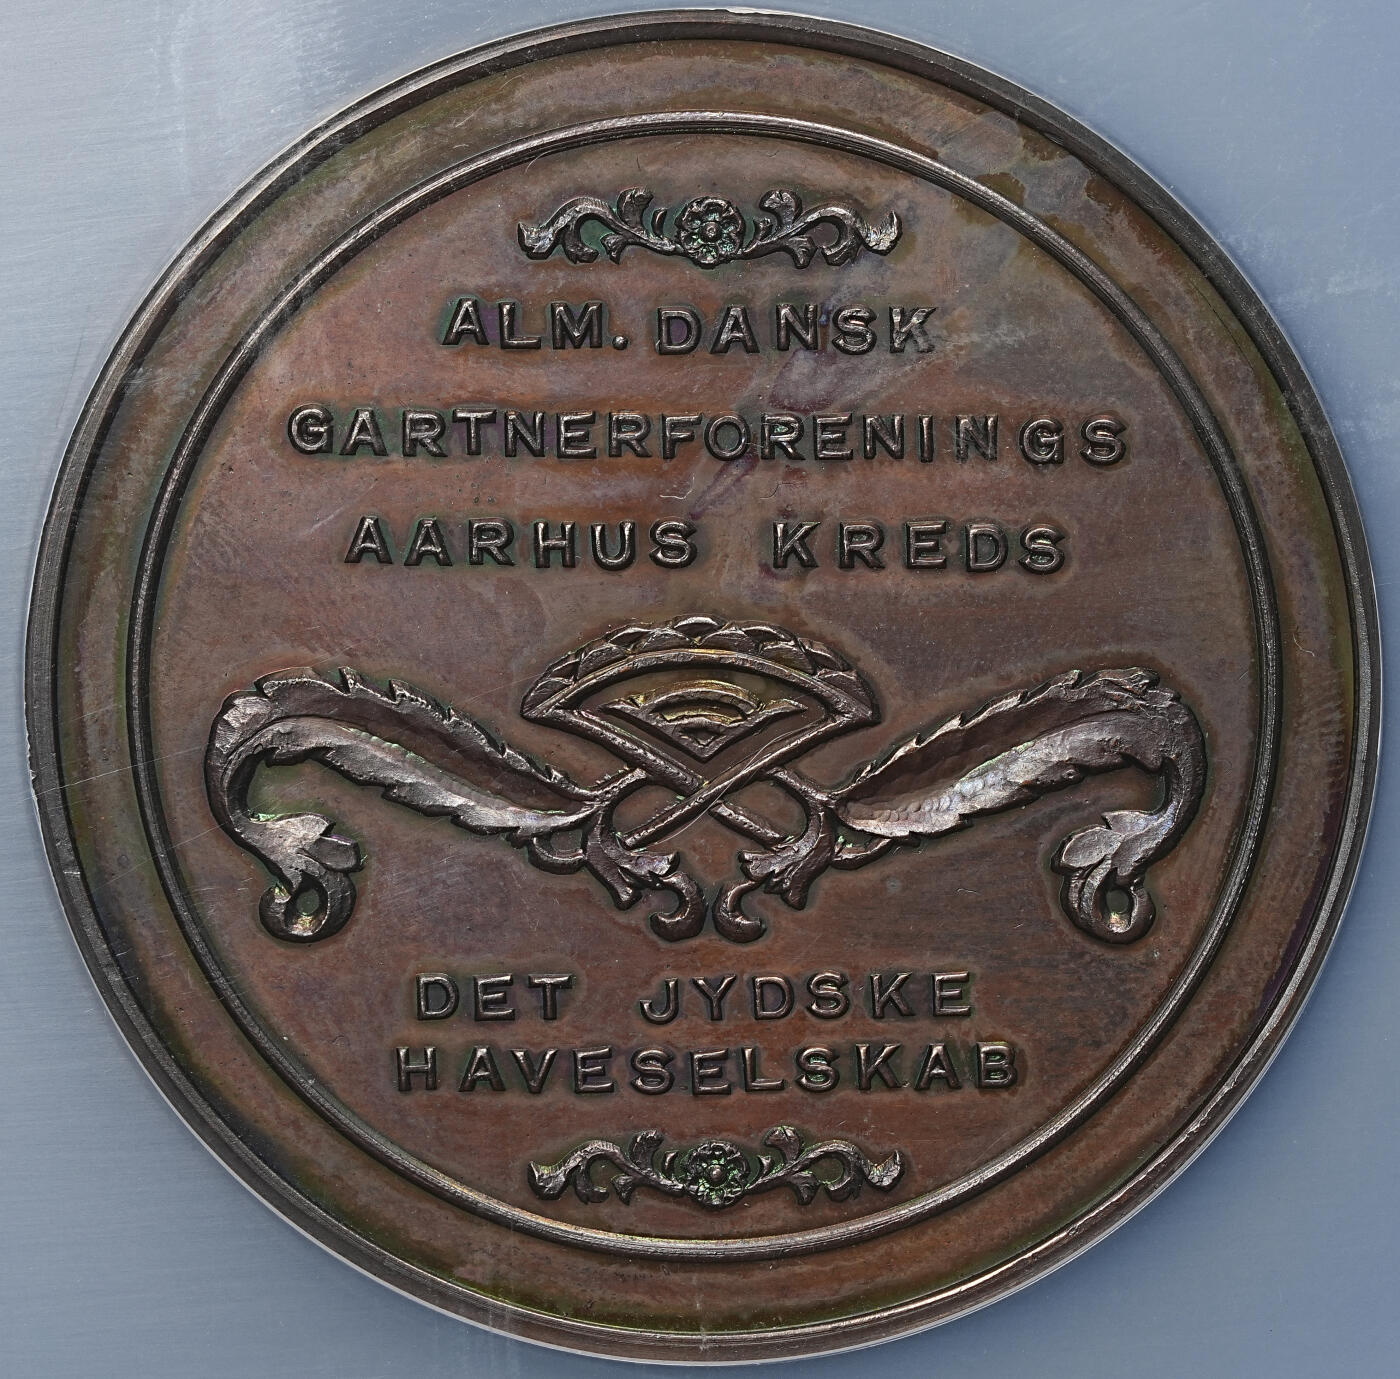 ALM. DANSK
GARTNERFORENINGS
AARHUS KREDS
DET JYDSKE
HAVESELSKAB